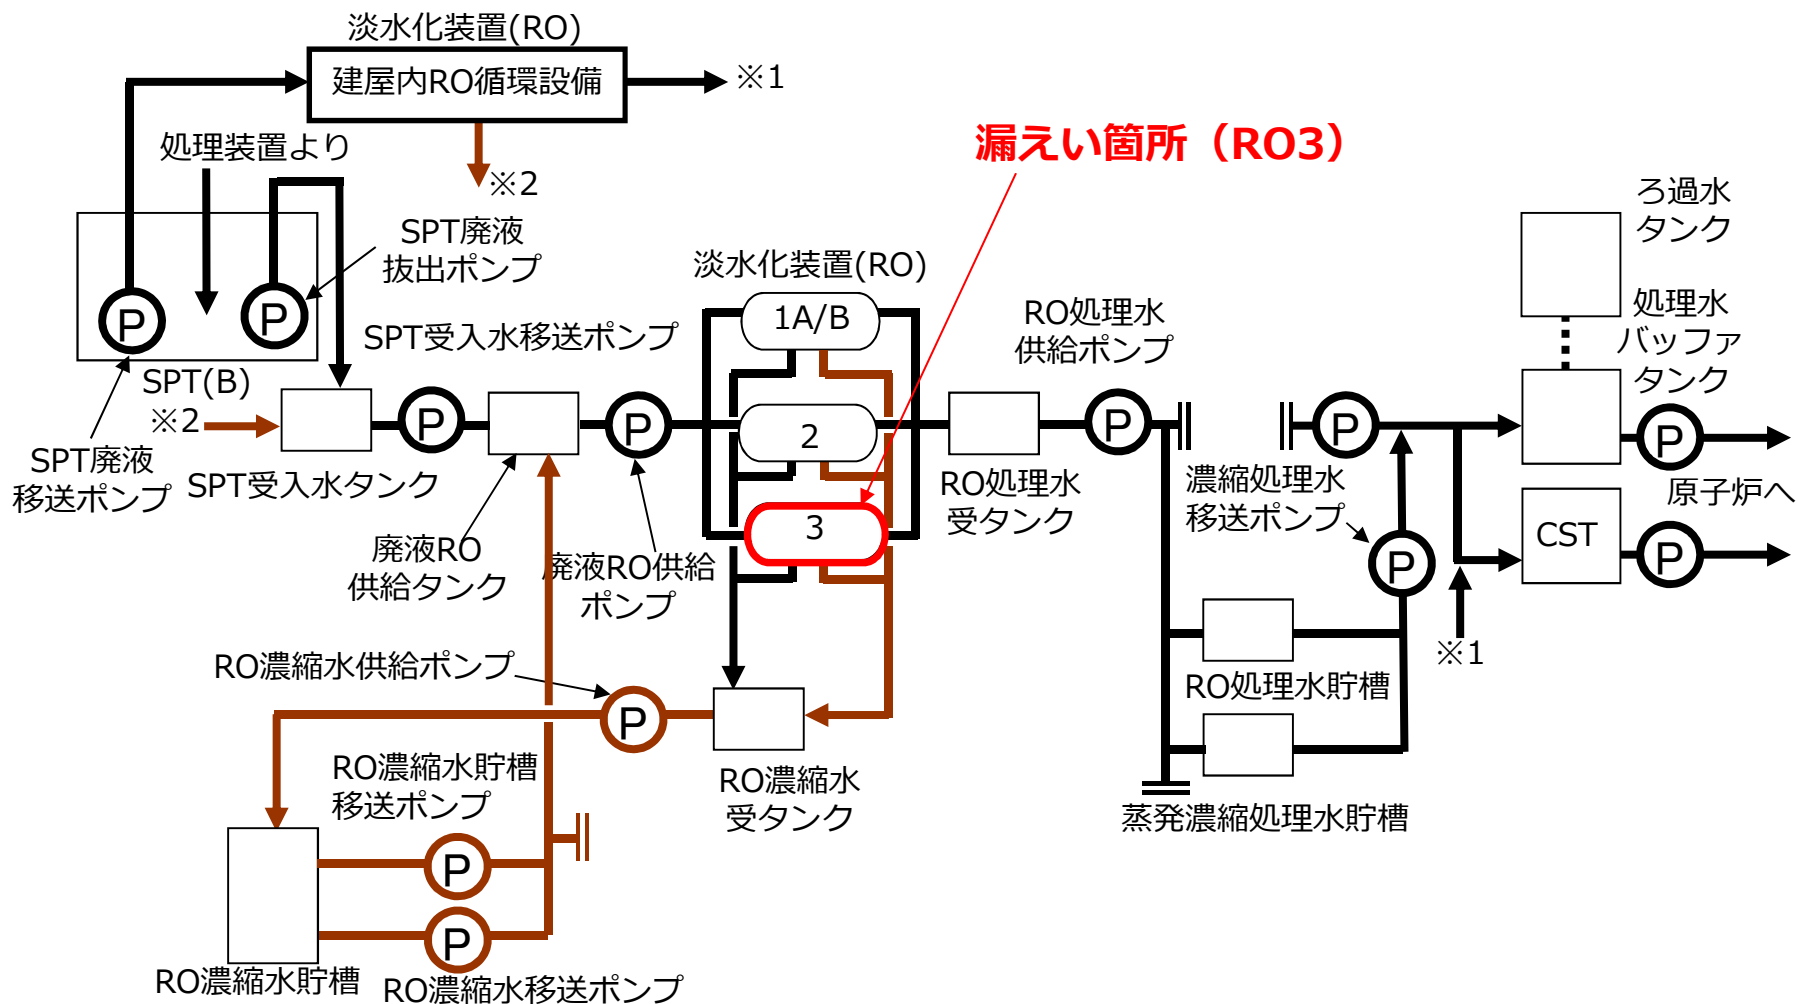 淡水化装置(RO)
建屋内RO循環設備
※1
処理装置より
※2
漏えい箇所（RO3）
SPT廃液
抜出ポンプ
ろ過水
タンク
淡水化装置(RO)
1A/B
P
P
SPT受入水移送ポンプ
RO処理水
供給ポンプ
処理水
バッファ
タンク
SPT(B)
※2
P
P
2
P
P
P
SPT廃液
移送ポンプ
SPT受入水タンク
RO処理水
受タンク
濃縮処理水
移送ポンプ
原子炉へ
廃液RO
供給タンク
廃液RO供給
ポンプ
3
P
CST
P
※1
RO濃縮水供給ポンプ
RO処理水貯槽
P
RO濃縮水貯槽
移送ポンプ
RO濃縮水
受タンク
蒸発濃縮処理水貯槽
P
P
RO濃縮水貯槽
RO濃縮水移送ポンプ